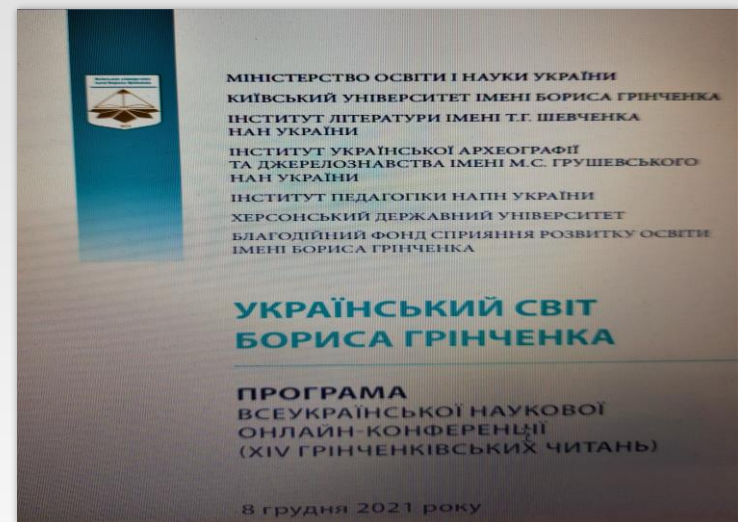 МІНІСТЕРСТВО ОСВІТИ І НАУКИ УКРАЇНИ
КИЇВСЬКИЙ УНІВЕРСИТЕТ ІМЕНІ БОРИСА ГРІНЧЕНКА
ІНСТИТУТ ЛІТЕРАТУРИ ІМЕНІ Т.Г. ШЕВЧЕНКА
НАН УКРАЇНИ
ІНСТИТУТ УКРАЇНСЬКОЇ АРХЕОГРАФІЇ
ТА ДЖЕРЕЛОЗНАВСТВА ІМЕНІ М.С. ГРУШЕВСЬКОГО
НАН УКРАЇНИ
ІНСТИТУТ ПЕДАГОГІКИ НАПН УКРАЇНИ
ХЕРСОНСЬКИЙ ДЕРЖАВНИЙ УНІВЕРСИТЕТ
БЛАГОДІЙНИЙ ФОНД СПРИЯННЯ РОЗВИТКУ ОСВІТИ
ІМЕНІ БОРИСА ГРІНЧЕНКА
УКРАЇНСЬКИЙ СВІТ
БОРИСА ГРІНЧЕНКА
ПРОГРАМА
ВСЕУКРАЇНСЬКОЇ НАУКОВОЇ
ОНЛАЙН-КОНФЕРЕНЦІЇ
(XIV ГРІНЧЕНКІВСЬКИХ ЧИТАНЬ)
8 грудня 2021 року